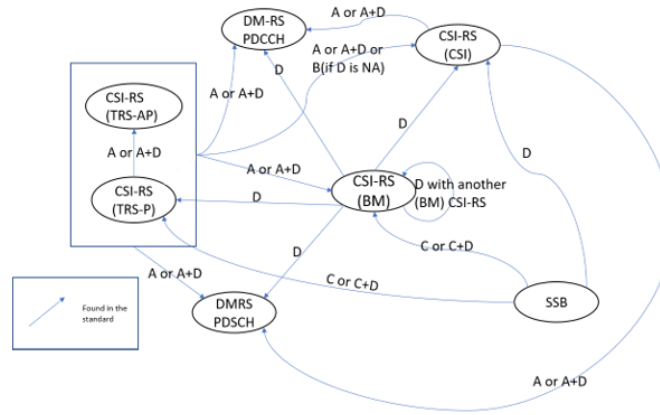 A or A+D
DM-RS
PDCCH
CSI-RS
(CSI)
A or A+D or
B(if D is NA)
D
A or A+D
CSI-RS
(TRS-AP)
D
D
A or A+D
A or A+D
CSI-RS
(TRS-P)
CSI-RS
(BM)
D with another
(BM) CSI-RS
D
C or C+D
D
A or A+D
C or C+D
SSB
DMRS
PDSCH
Found in the
standard
A or A+D